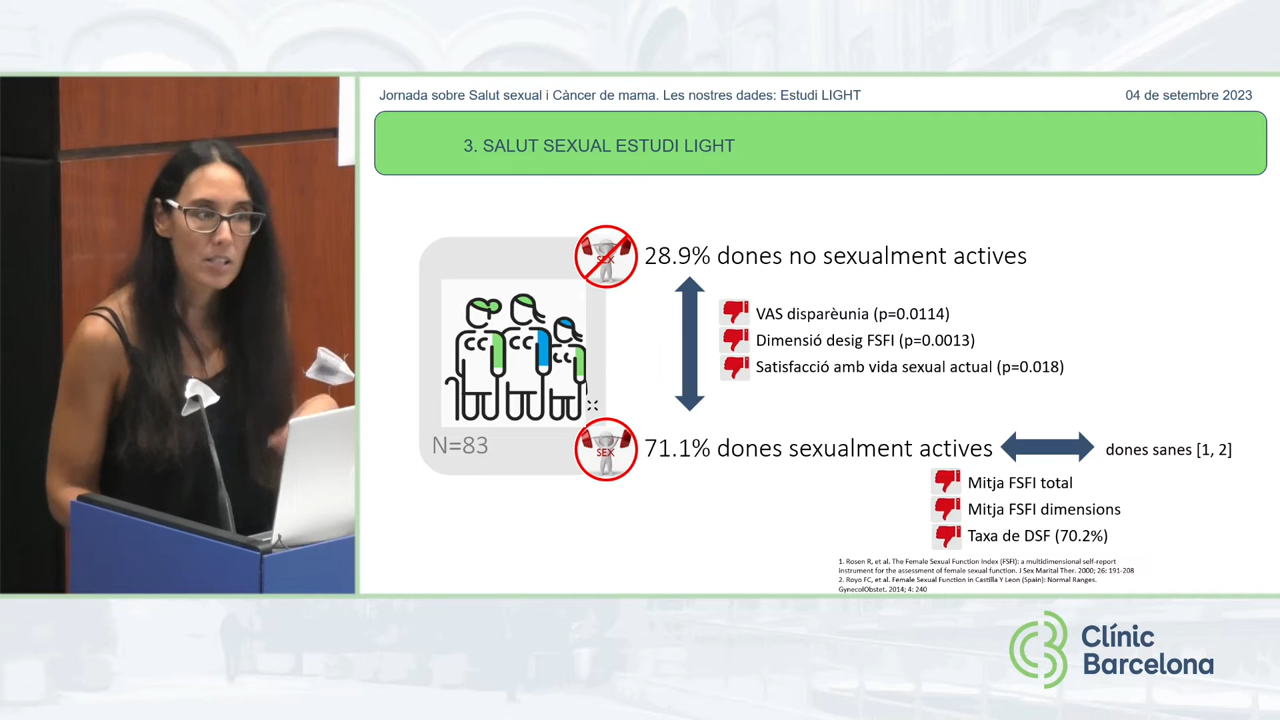 Jornada sobre Salut sexual i Càncer de mama. Les nostres dades: Estudi LIGHT
04 de setembre 2023
3. SALUT SEXUAL ESTUDI LIGHT
SEX
28.9% dones no sexualment actives
VAS disparèunia (p=0.0114)
Dimensió desig FSFI (p=0.0013)
Satisfacció amb vida sexual actual (p=0.018)
N=83
SEX
71.1% dones sexualment actives
dones sanes [1, 2]
Mitja FSFI total
Mitja FSFI dimensions
Taxa de DSF (70.2%)
1. Rosen R, et al. The Female Sexual Function Index (FSFI): a multidimensional self-report
instrument for the assessment of female sexual function. J Sex Marital Ther. 2000; 26: 191-208
2. Royo FC, et al. Female Sexual Function in Castilla Y Leon (Spain): Normal Ranges.
GynecolObstet. 2014; 4: 240
Clínic
Barcelona